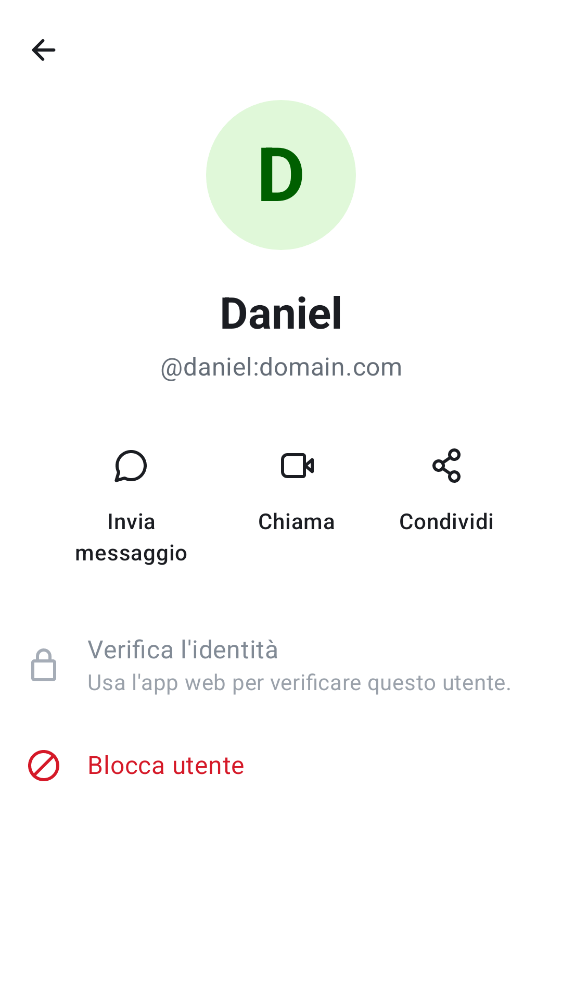 D
Daniel
@daniel:domain.com
Invia
messaggio
Chiama
Condividi
Verifica l'identità
Usa l'app web per verificare questo utente.
Blocca utente